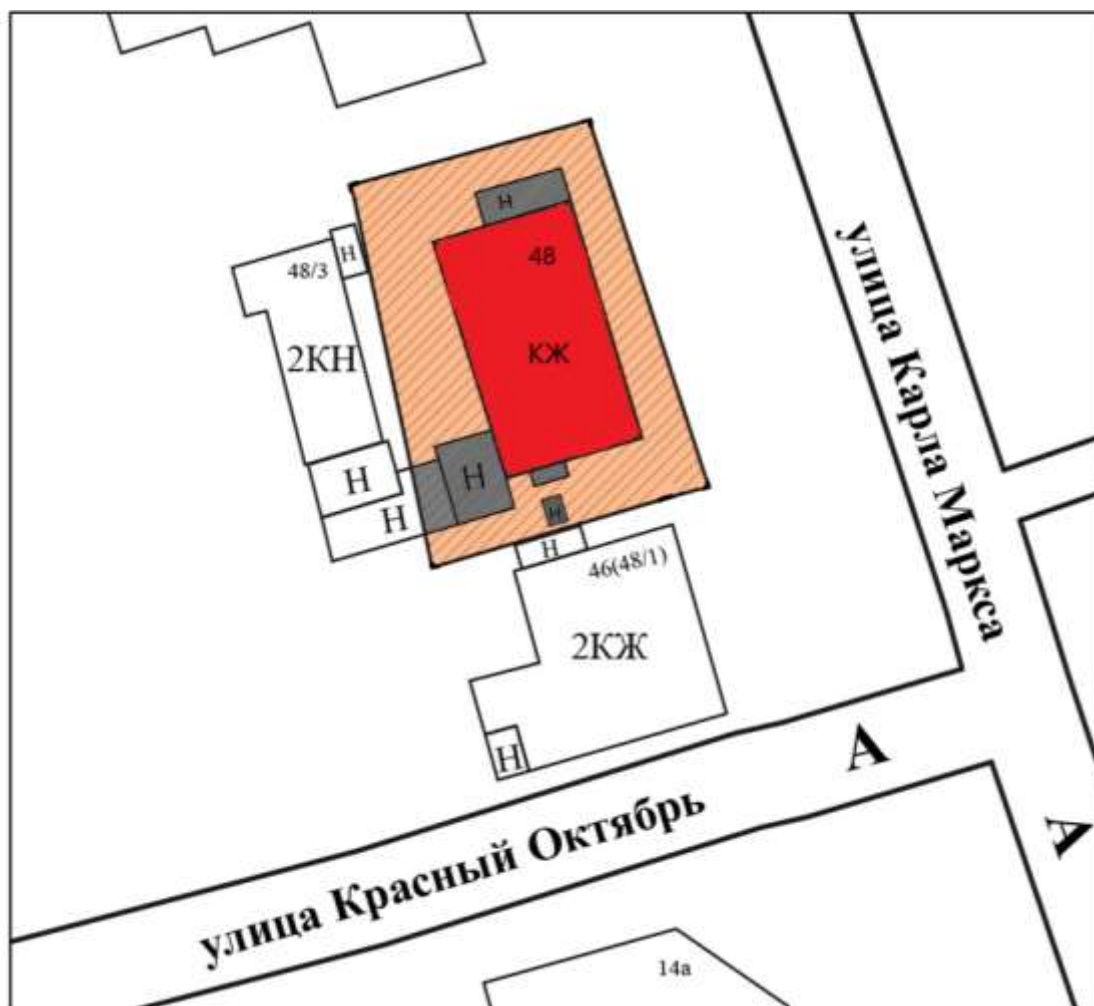 Н
48
Н
48/3
2КН
КЖ
улица Карла Маркса
Н
Н
Н
Н
Н
46(48/1)
2КЖ
Н
А
улица Красный Октябрь
А
14а